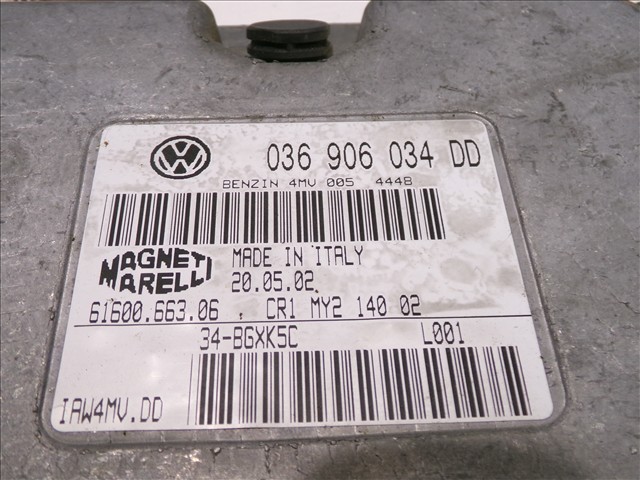 036 906 034 DD
BENZIN 4MV 005 4448
MAGNETI
MARELLI
MADE IN ITALY
20.05.02
61600.663.06 . CR1 MY2 140 02
34-BGXK5C L001
IAW4MV.DD